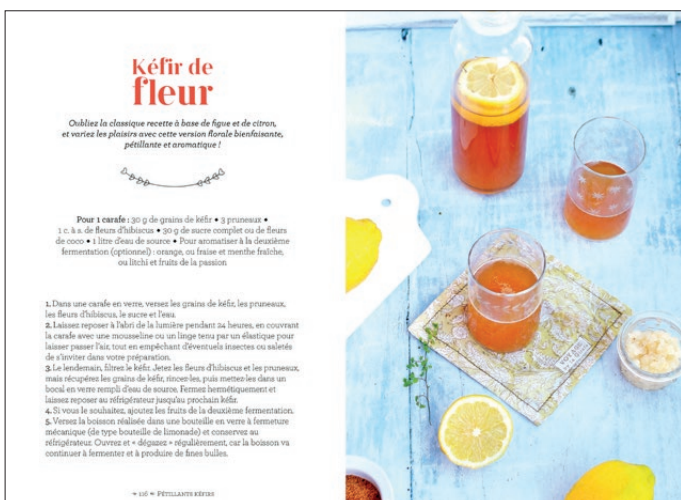 Kéfir de
fleur
Oubliez la classique recette à base de figue et de citron,
et variez les plaisirs avec cette version florale bienfaisante,
pétillante et aromatique !
Pour 1 carafe : 30 g de grains de kéfir • 3 pruneaux •
1 c. à s. de fleurs d'hibiscus • 30 g de sucre complet ou de fleurs
de coco • 1 litre d'eau de source • Pour aromatiser à la deuxième
fermentation (optionnel) : orange, ou fraise et menthe fraîche,
ou litchi et fruits de la passion
1. Dans une carafe en verre, versez les grains de kéfir, les pruneaux,
les fleurs d'hibiscus, le sucre et l'eau.
2. Laissez reposer à l'abri de la lumière pendant 24 heures, en couvrant
la carafe avec une mousseline ou un linge tenu par un élastique pour
laisser passer l'air, tout en empêchant d'éventuels insectes ou saletés
de s'inviter dans votre préparation.
3. Le lendemain, filtrez le kéfir. Jetez les fleurs d'hibiscus et les pruneaux,
mais récupérez les grains de kéfir, rincez-les, puis mettez-les dans un
bocal en verre rempli d'eau de source. Fermez hermétiquement et
laissez reposer au réfrigérateur jusqu'au prochain kéfir.
4. Si vous le souhaitez, ajoutez les fruits de la deuxième fermentation.
5. Versez la boisson réalisée dans une bouteille en verre à fermeture
mécanique (de type bouteille de limonade) et conservez au
réfrigérateur. Ouvrez et « dégazez » régulièrement, car la boisson va
continuer à fermenter et à produire de fines bulles.
116 PÉTILLANTS KÉFIRS